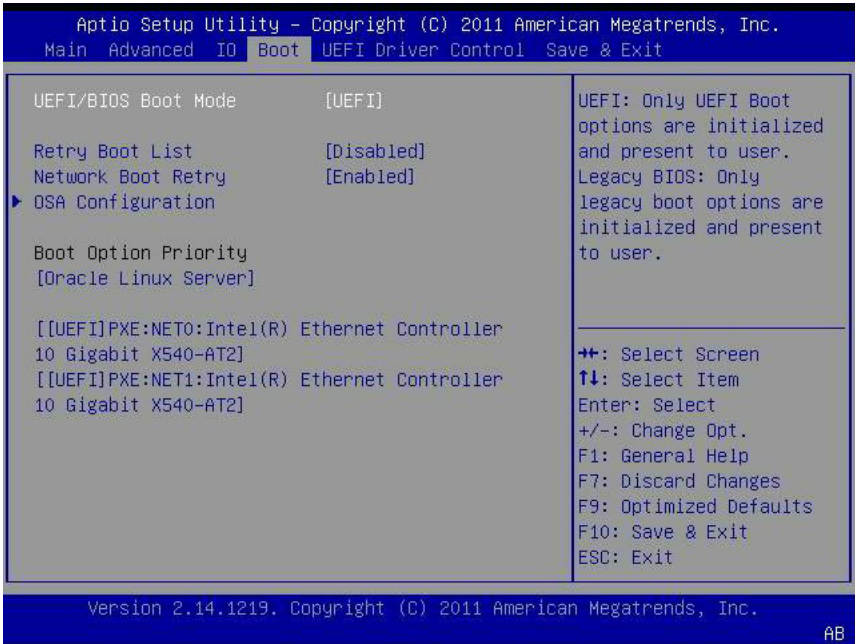 Aptio Setup Utility – Copyright (C) 2011 American Megatrends, Inc.
Main Advanced IO Boot UEFI Driver Control Save & Exit
UEFI/BIOS Boot Mode [UEFI]
Retry Boot List [Disabled]
Network Boot Retry [Enabled]
OSA Configuration
Boot Option Priority
[Oracle Linux Server]
[[UEFI]PXE:NET0:Intel(R) Ethernet Controller
10 Gigabit X540-AT2]
[[UEFI]PXE:NET1:Intel(R) Ethernet Controller
10 Gigabit X540-AT2]
UEFI: Only UEFI Boot
options are initialized
and present to user.
Legacy BIOS: Only
legacy boot options are
initialized and present
to user.
→←: Select Screen
↑↓: Select Item
Enter: Select
+/-: Change Opt.
F1: General Help
F7: Discard Changes
F9: Optimized Defaults
F10: Save & Exit
ESC: Exit
Version 2.14.1219. Copyright (C) 2011 American Megatrends, Inc.
AB